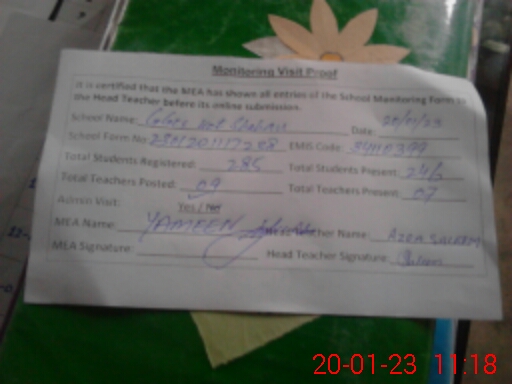 Monitoring Visit Proof
It is certified that the MEA has shown all entries of the School Monitoring Form to
the Head Teacher before its online submission.
School Name: Date: 20/01/23
School Form No: EMIS Code:
Total Students Registered: 285 Total Students Present:
Total Teachers Posted: 09 Total Teachers Present: 07
Admin Visit: Yes / No
MEA Name: YAMEEN Teacher Name: AZRA SALEEM
MEA Signature: Head Teacher Signature:
20-01-23 11:18